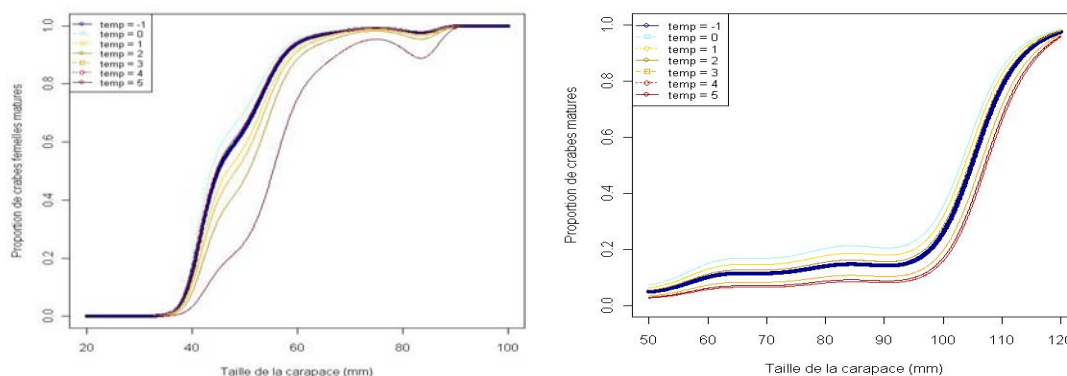 temp = -1
temp = 0
temp = 1
temp = 2
temp = 3
temp = 4
temp = 5
Proportion de crabes femelles matures
0.0 0.2 0.4 0.6 0.8 1.0
20 40 60 80 100
Taille de la carapace (mm)
temp = -1
temp = 0
temp = 1
temp = 2
temp = 3
temp = 4
temp = 5
Proportion de crabes matures
0.0 0.2 0.4 0.6 0.8 1.0
50 60 70 80 90 100 110 120
Taille de la carapace (mm)